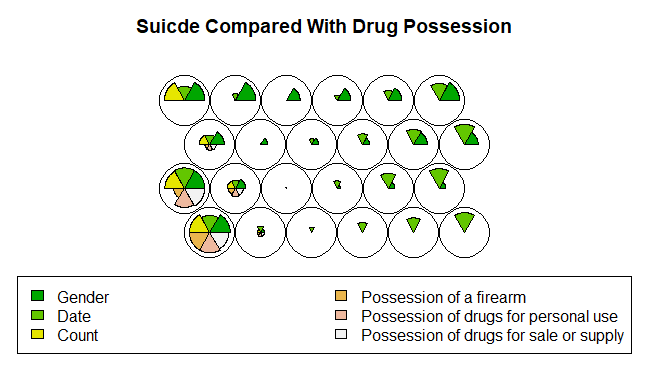 Suicde Compared With Drug Possession
Gender
Date
Count
Possession of a firearm
Possession of drugs for personal use
Possession of drugs for sale or supply